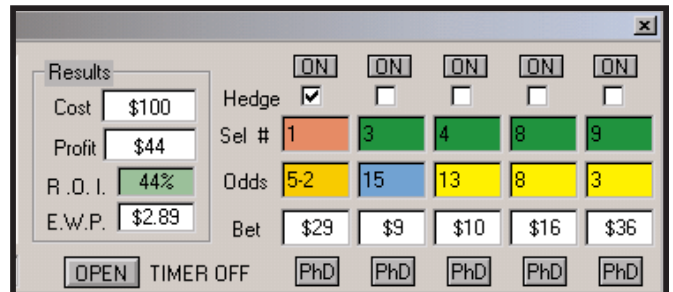 ON ON ON ON ON
Results
Hedge
Cost $100
Sel # 1 3 4 8 9
Profit $44
R.O.I. 44% Odds 5-2 15 13 8 3
E.W.P. $2.89 Bet $29 $9 $10 $16 $36
OPEN TIMER OFF PhD PhD PhD PhD PhD